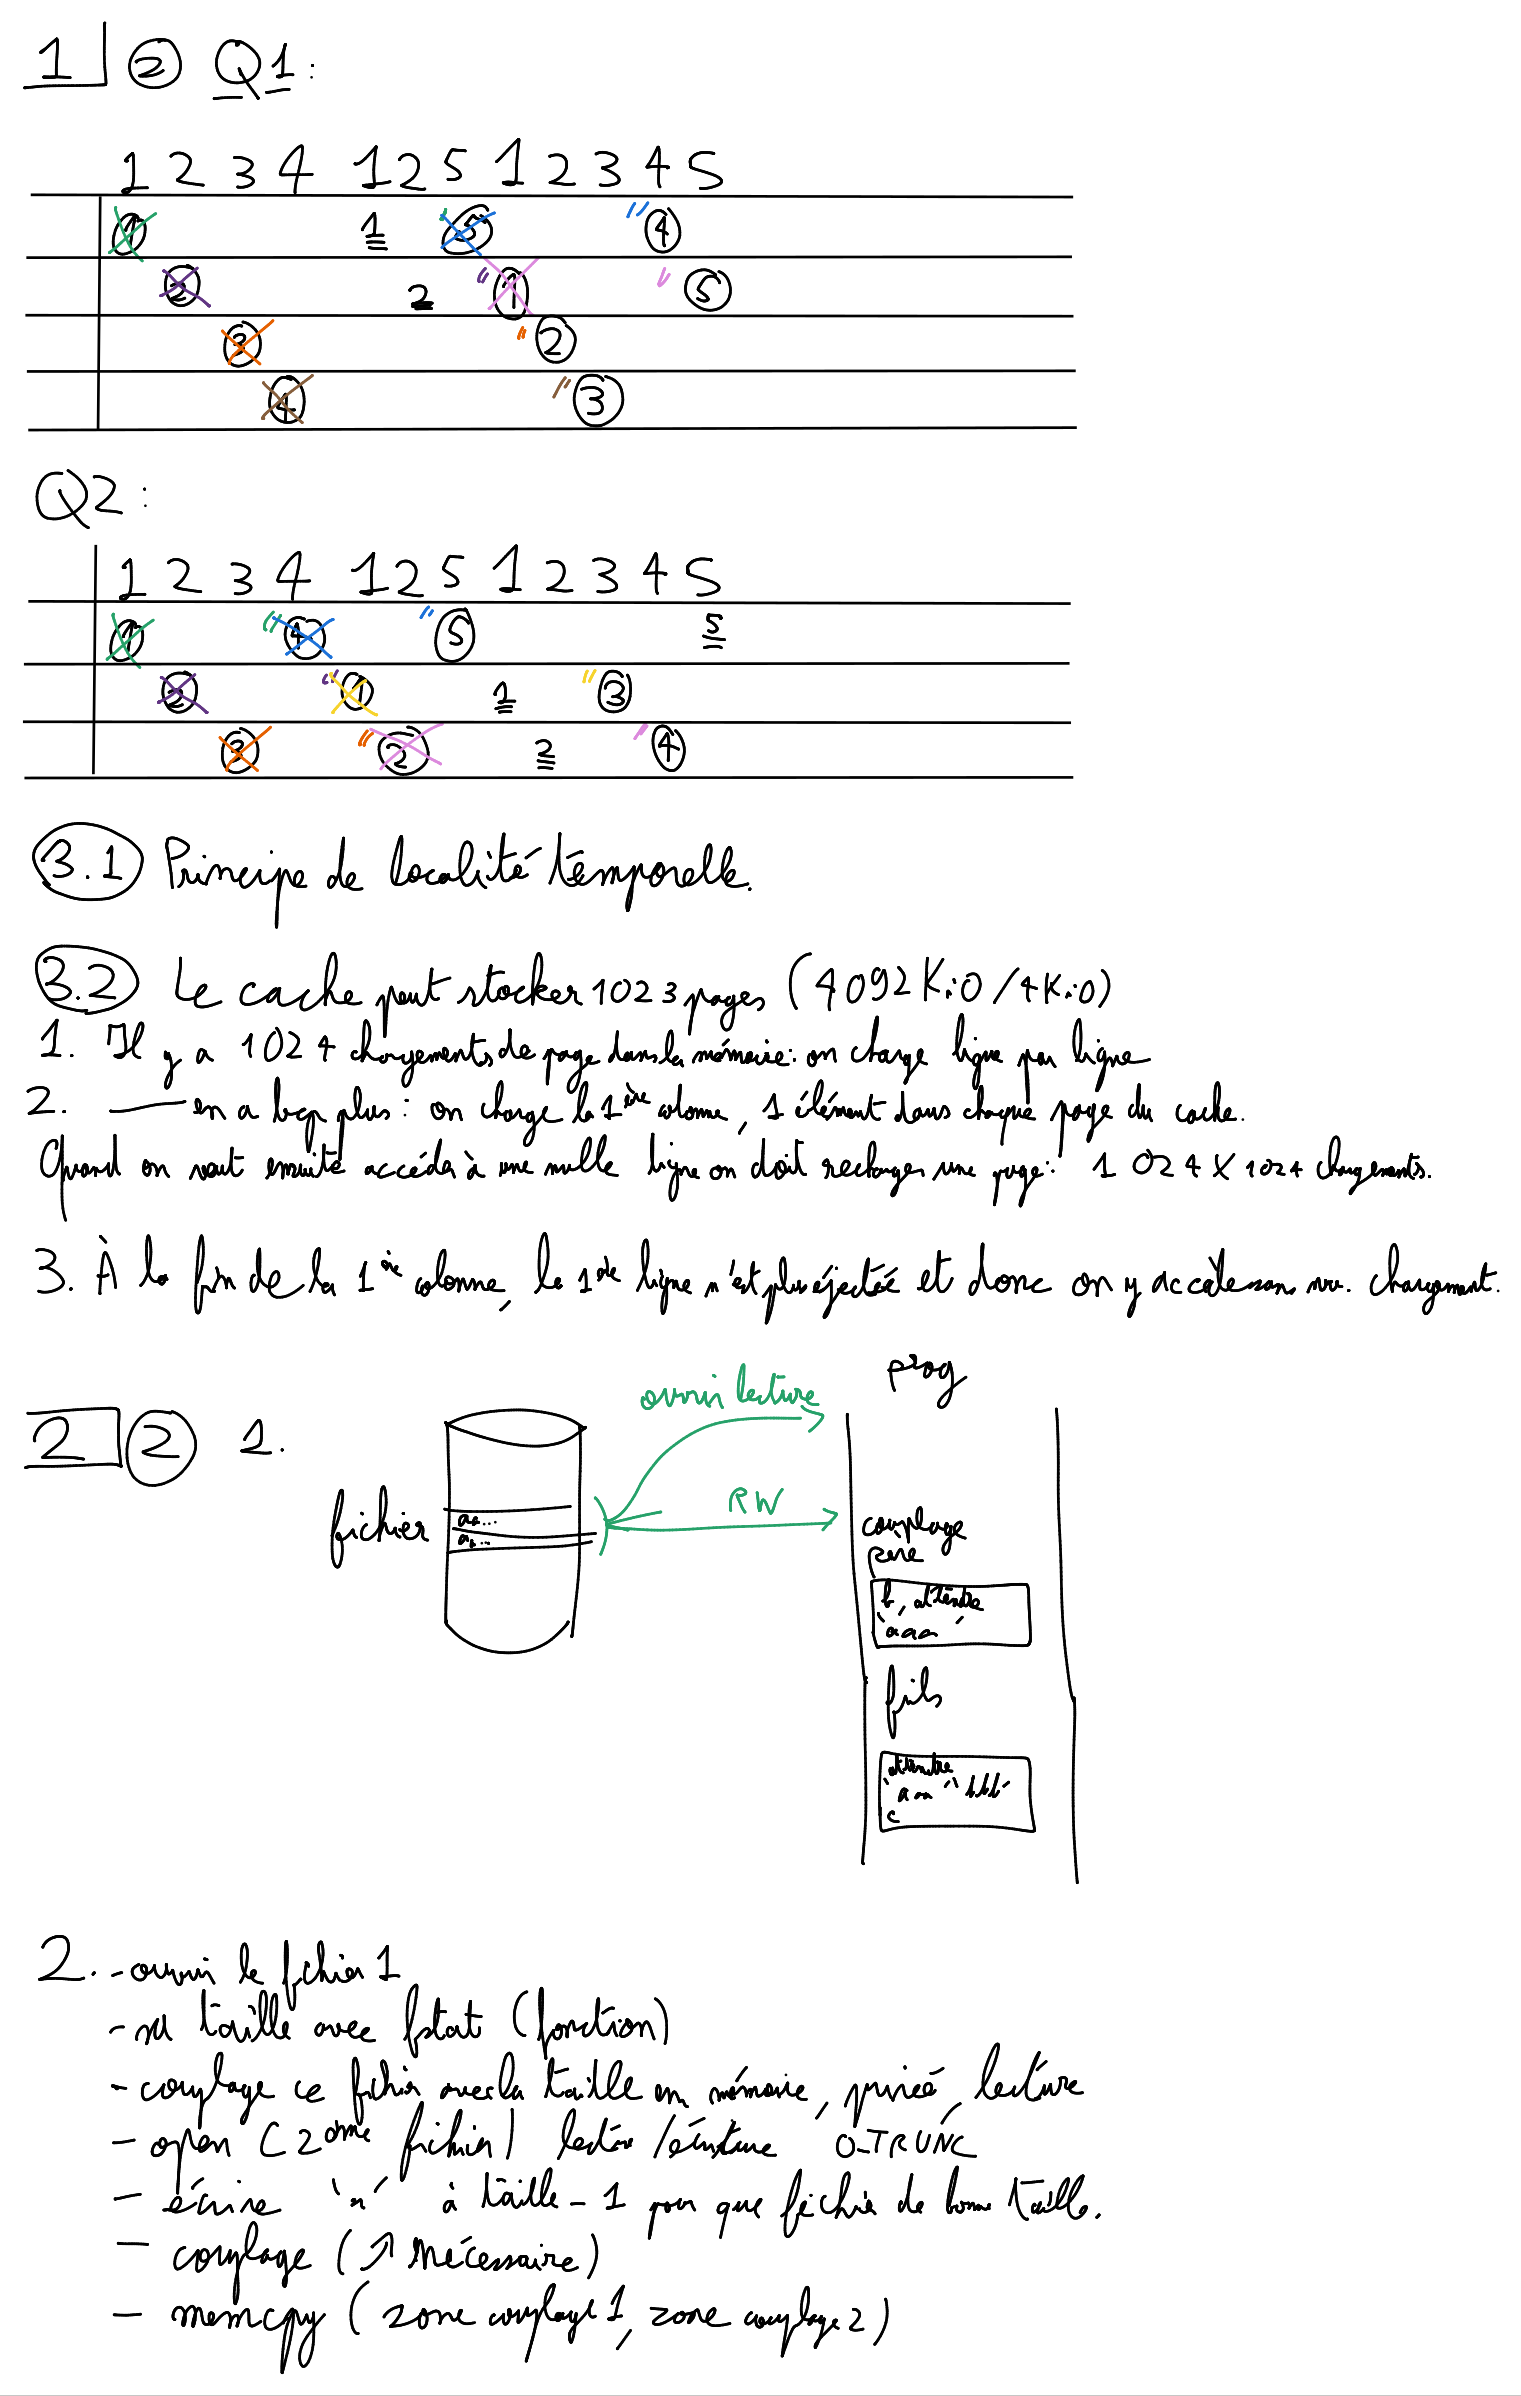 1 2 Q1 :
1 2 3 4 1 2 5 1 2 3 4 5
1 1 5 " 4
2 2 " 1 " 5
3 " 2
4 " 3
Q2 :
1 2 3 4 1 2 5 1 2 3 4 5
1 " 4 " 5 5
2 " 1 1 " 3
3 " 2 2 " 4
3.1 Principe de localité temporelle.
3.2 Le cache peut stocker 1023 pages (4092 Kio / 4 Kio)
1. Il y a 1024 chargements de page dans la mémoire : on charge ligne par ligne
2. —— en a bcp plus : on charge la 1ère colonne, 1 élément dans chaque page du cache.
Quand on veut ensuite accéder à une nvlle ligne on doit recharger une page : 1 024 X 1024 chargements.
3. À la fin de la 1ère colonne, la 1ère ligne n'est plus éjectée et donc on y accède sans nv. chargement.
2 2 1.
prog
ouvrir lecture
RW
fichier
aa...
couplage
pere
b, attendre
'aaa'
fils
attendre
'aaa' 'bbb'
c
2. - ouvrir le fichier 1
- sa taille avec fstat (fonction)
- couplage ce fichier avec la taille en mémoire, privée, lecture
- open (2ème fichier) lecture/écriture O_TRUNC
- écrire 'x' à taille - 1 pour que fichier de bonne taille.
- couplage (↗ nécessaire)
- memcpy (zone couplage 1, zone couplage 2)